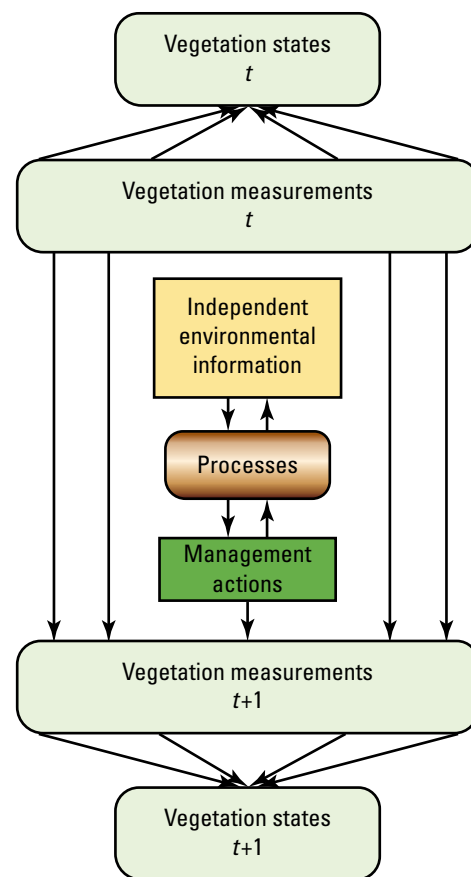 Vegetation states
t
Vegetation measurements
t
Independent
environmental
information
Processes
Management
actions
Vegetation measurements
t+1
Vegetation states
t+1